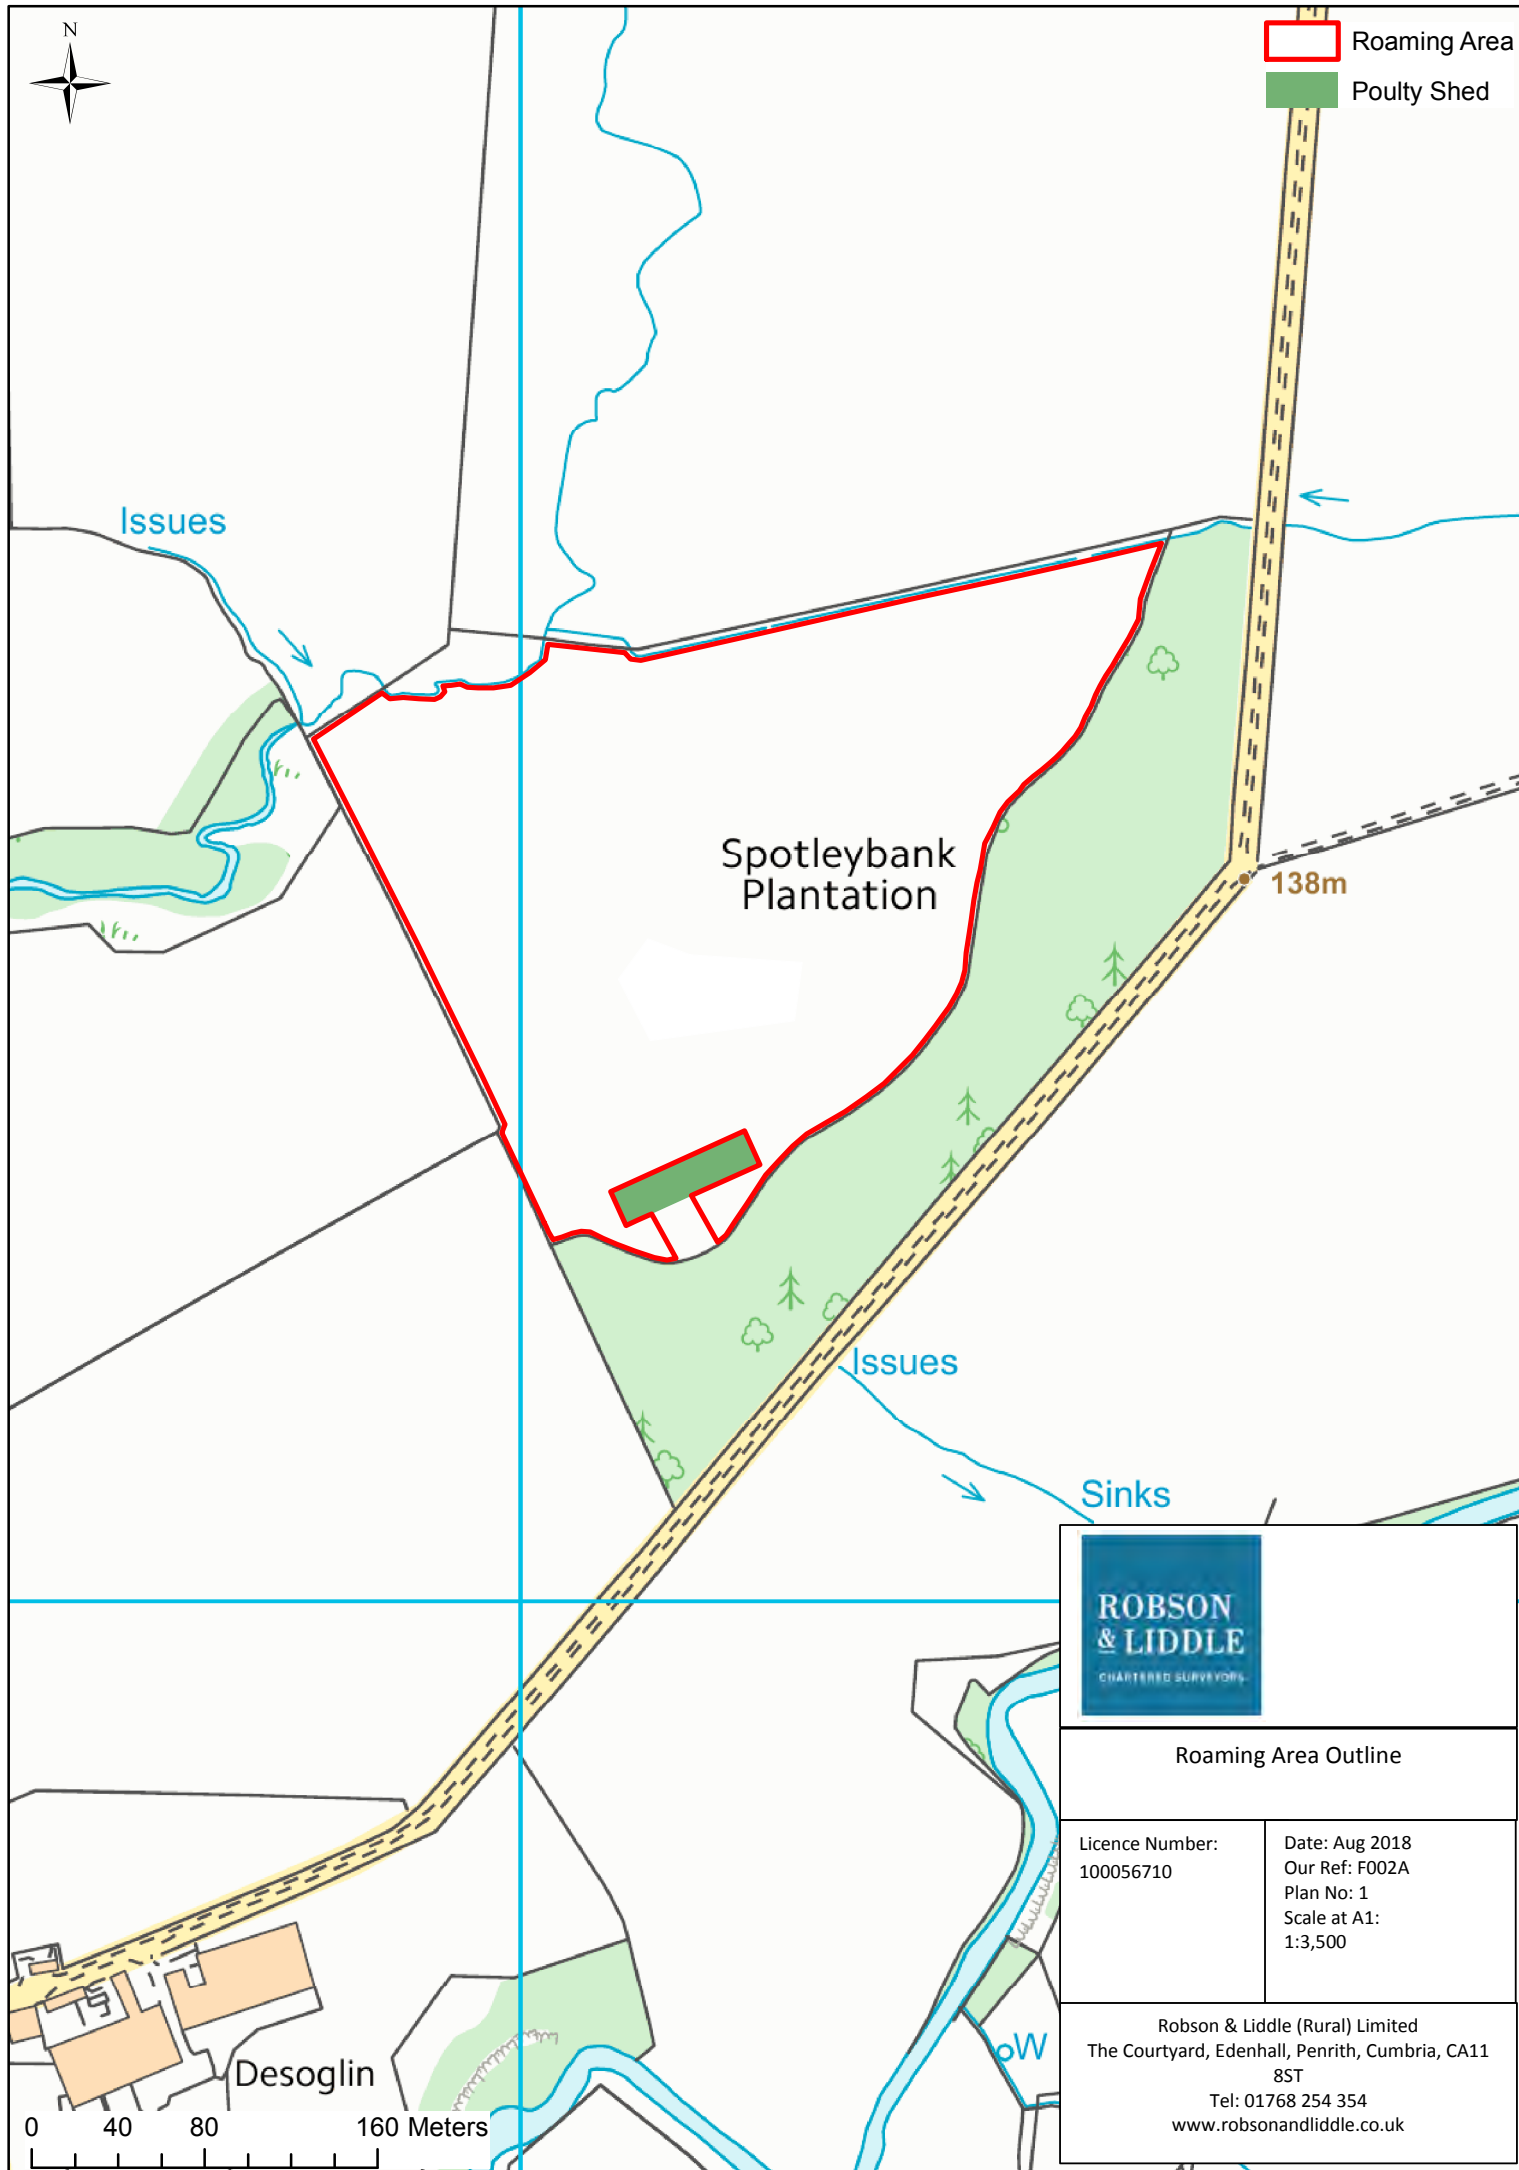 N
Roaming Area
Poulty Shed
Issues
Spotleybank
Plantation
138m
Issues
Sinks
ROBSON
& LIDDLE
CHARTERED SURVEYORS
Roaming Area Outline
Licence Number:
100056710
Date: Aug 2018
Our Ref: F002A
Plan No: 1
Scale at A1:
1:3,500
Robson & Liddle (Rural) Limited
The Courtyard, Edenhall, Penrith, Cumbria, CA11
8ST
Tel: 01768 254 354
www.robsonandliddle.co.uk
W
Desoglin
0 40 80 160 Meters